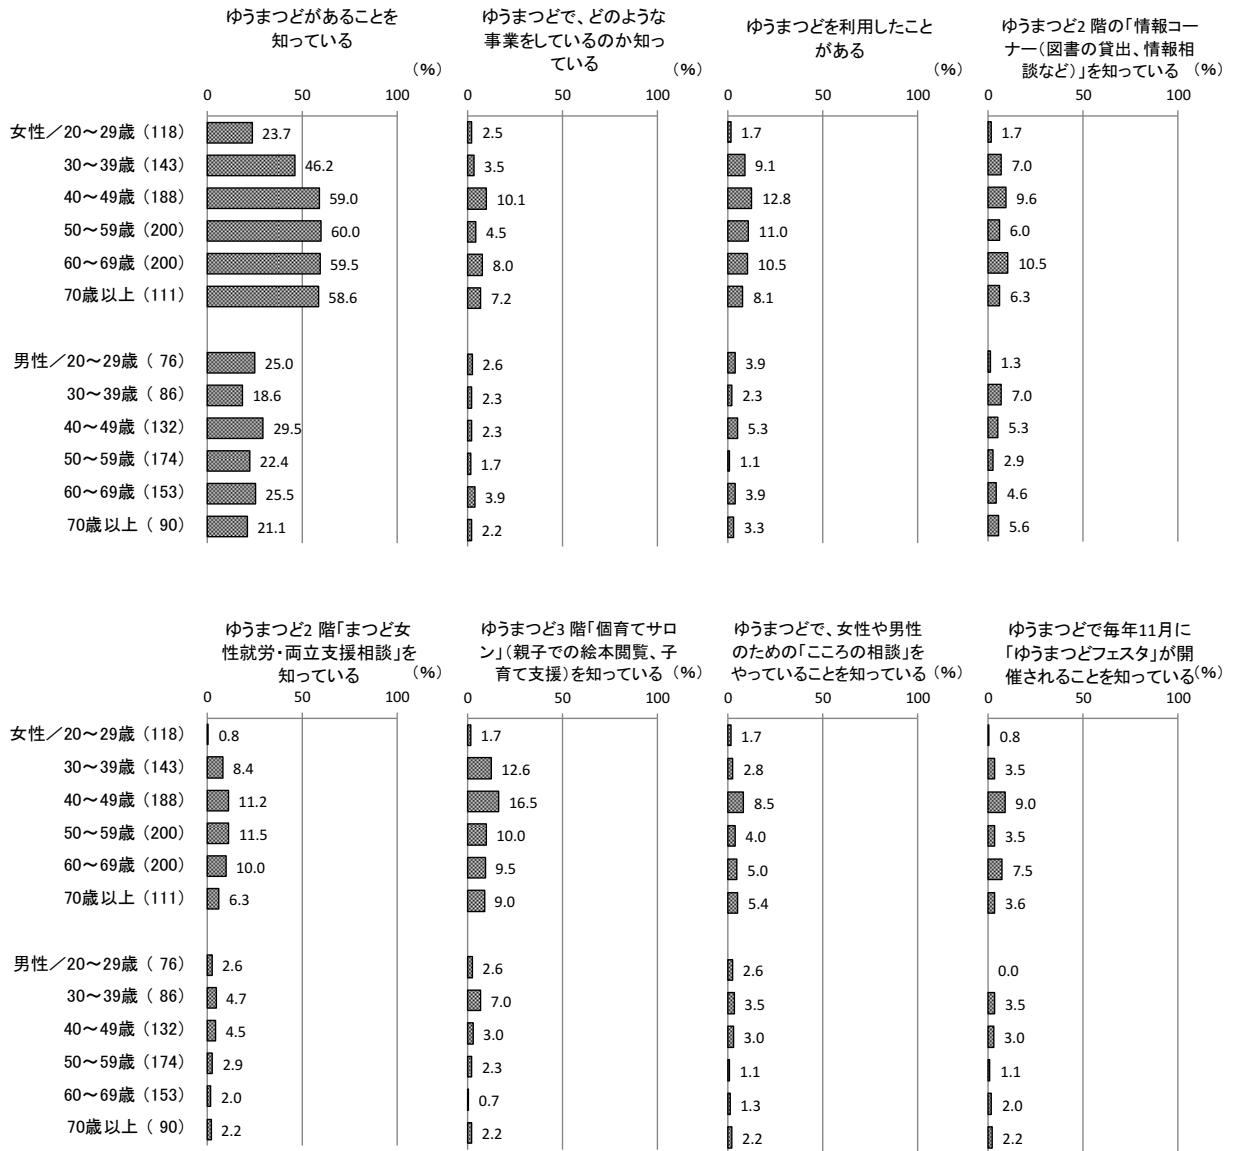 ゆうまつどがあることを
知っている
(%)
ゆうまつどで、どのような
事業をしているのか知っ
ている
(%)
ゆうまつどを利用したこと
がある
(%)
ゆうまつど2 階の「情報コー
ナー(図書の貸出、情報相
談など)」を知っている (%)
0 50 100
0 50 100
0 50 100
0 50 100
女性/20～29歳 (118) 23.7 2.5 1.7 1.7
30～39歳 (143) 46.2 3.5 9.1 7.0
40～49歳 (188) 59.0 10.1 12.8 9.6
50～59歳 (200) 60.0 4.5 11.0 6.0
60～69歳 (200) 59.5 8.0 10.5 10.5
70歳以上 (111) 58.6 7.2 8.1 6.3
男性/20～29歳 ( 76) 25.0 2.6 3.9 1.3
30～39歳 ( 86) 18.6 2.3 2.3 7.0
40～49歳 (132) 29.5 2.3 5.3 5.3
50～59歳 (174) 22.4 1.7 1.1 2.9
60～69歳 (153) 25.5 3.9 3.9 4.6
70歳以上 ( 90) 21.1 2.2 3.3 5.6
ゆうまつど2 階「まつど女
性就労・両立支援相談」を
知っている (%)
ゆうまつど3 階「個育てサロ
ン」(親子での絵本閲覧、子
育て支援)を知っている (%)
ゆうまつどで、女性や男性
のための「こころの相談」を
やっていることを知っている (%)
ゆうまつどで毎年11月に
「ゆうまつどフェスタ」が開
催されることを知っている (%)
0 50 100
0 50 100
0 50 100
0 50 100
女性/20～29歳 (118) 0.8 1.7 1.7 0.8
30～39歳 (143) 8.4 12.6 2.8 3.5
40～49歳 (188) 11.2 16.5 8.5 9.0
50～59歳 (200) 11.5 10.0 4.0 3.5
60～69歳 (200) 10.0 9.5 5.0 7.5
70歳以上 (111) 6.3 9.0 5.4 3.6
男性/20～29歳 ( 76) 2.6 2.6 2.6 0.0
30～39歳 ( 86) 4.7 7.0 3.5 3.5
40～49歳 (132) 4.5 3.0 3.0 3.0
50～59歳 (174) 2.9 2.3 1.1 1.1
60～69歳 (153) 2.0 0.7 1.3 2.0
70歳以上 ( 90) 2.2 2.2 2.2 2.2